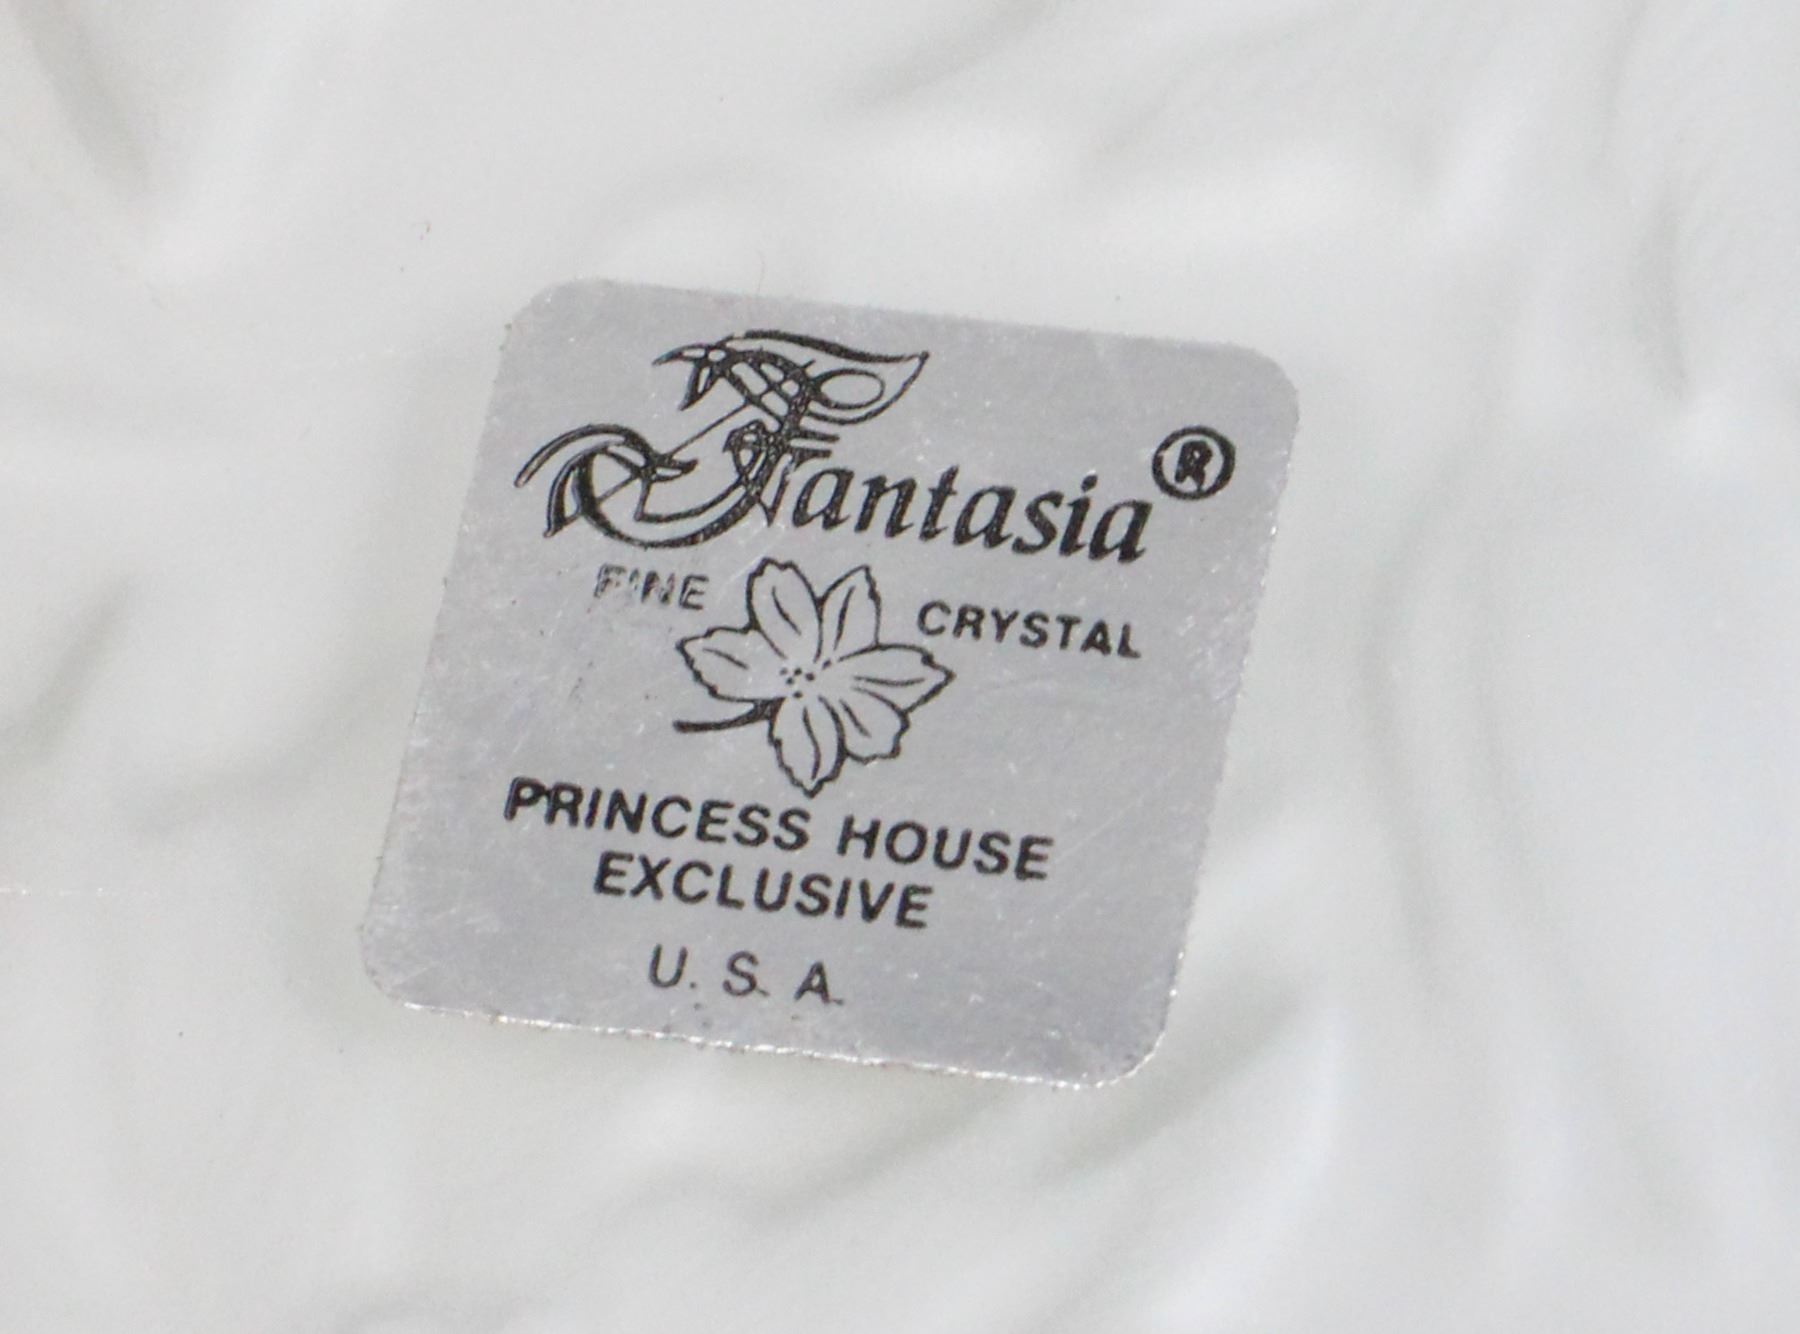 Fantasia®
FINE CRYSTAL
PRINCESS HOUSE
EXCLUSIVE
U. S. A.